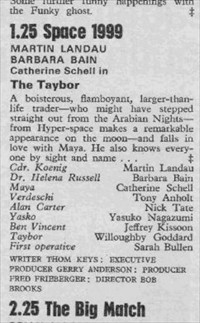 Some further funny happenings with
the Funky ghost. ‡
1.25 Space 1999
MARTIN LANDAU
BARBARA BAIN
Catherine Schell in
The Taybor
A boisterous, flamboyant, larger-than-
life trader—who might have stepped
straight out from the Arabian Nights—
from Hyper-space makes a remarkable
appearance on the moon—and falls in
love with Maya. He also knows every-
one by sight and name . . . ‡
Cdr. Koenig Martin Landau
Dr. Helena Russell Barbara Bain
Maya Catherine Schell
Verdeschi Tony Anholt
Alan Carter Nick Tate
Yasko Yasuko Nagazumi
Ben Vincent Jeffrey Kissoon
Taybor Willoughby Goddard
First operative Sarah Bullen
WRITER THOM KEYS: EXECUTIVE
PRODUCER GERRY ANDERSON: PRODUCER
FRED FRIEBERGER: DIRECTOR BOB
BROOKS
2.25 The Big Match